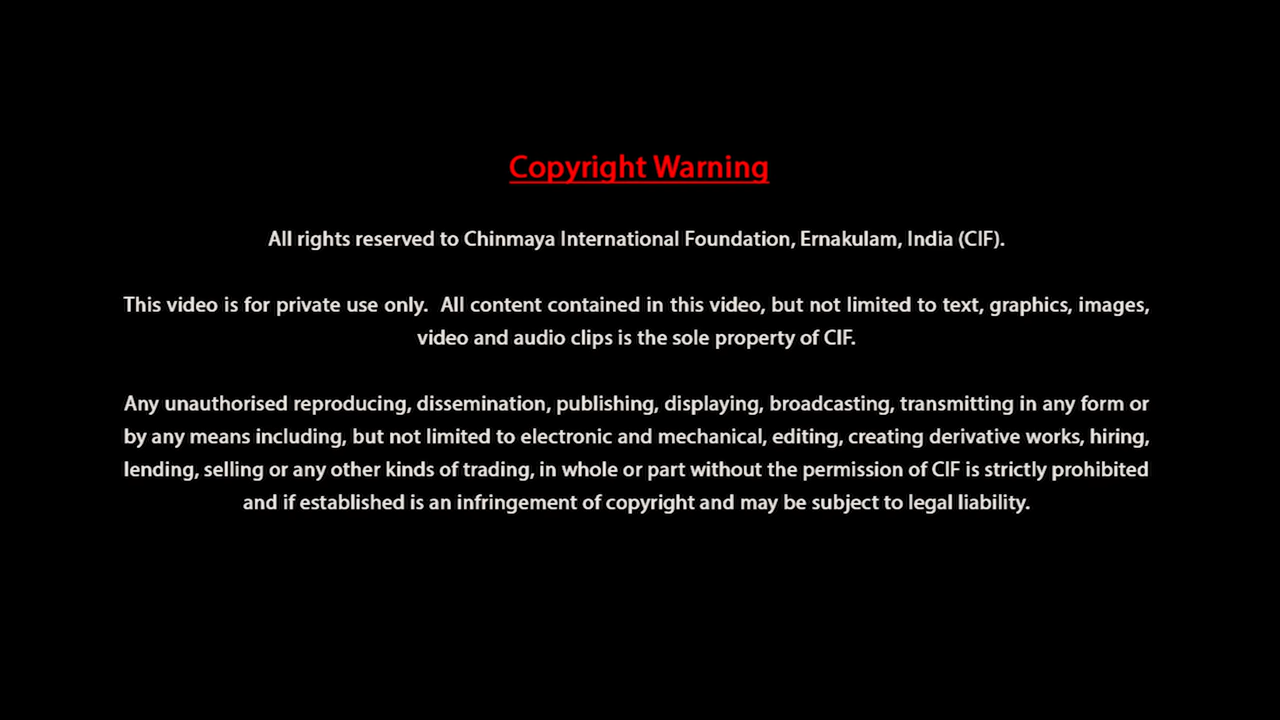 Copyright Warning
All rights reserved to Chinmaya International Foundation, Ernakulam, India (CIF).
This video is for private use only.  All content contained in this video, but not limited to text, graphics, images,
video and audio clips is the sole property of CIF.
Any unauthorised reproducing, dissemination, publishing, displaying, broadcasting, transmitting in any form or
by any means including, but not limited to electronic and mechanical, editing, creating derivative works, hiring,
lending, selling or any other kinds of trading, in whole or part without the permission of CIF is strictly prohibited
and if established is an infringement of copyright and may be subject to legal liability.